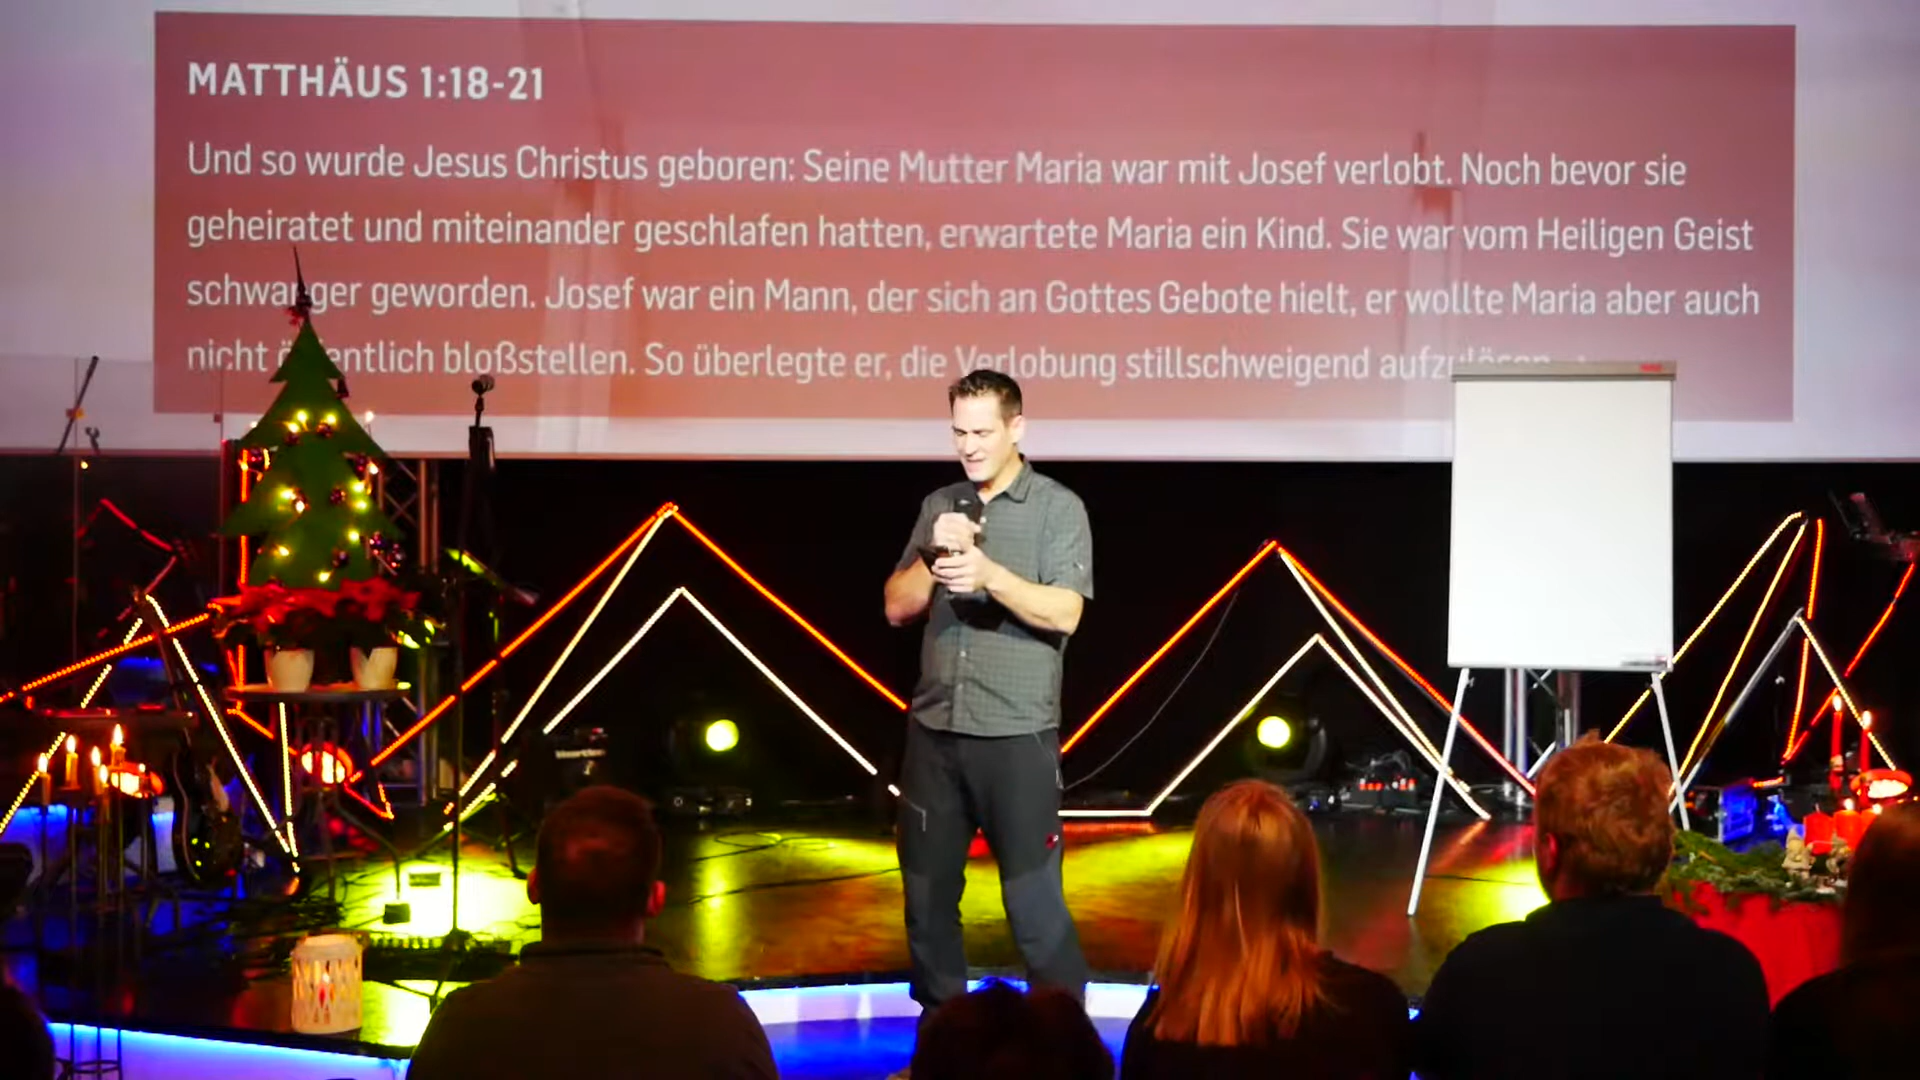 MATTHÄUS 1:18-21
Und so wurde Jesus Christus geboren: Seine Mutter Maria war mit Josef verlobt. Noch bevor sie
geheiratet und miteinander geschlafen hatten, erwartete Maria ein Kind. Sie war vom Heiligen Geist
schwanger geworden. Josef war ein Mann, der sich an Gottes Gebote hielt, er wollte Maria aber auch
nicht öffentlich bloßstellen. So überlegte er, die Verlobung stillschweigend aufzulösen.